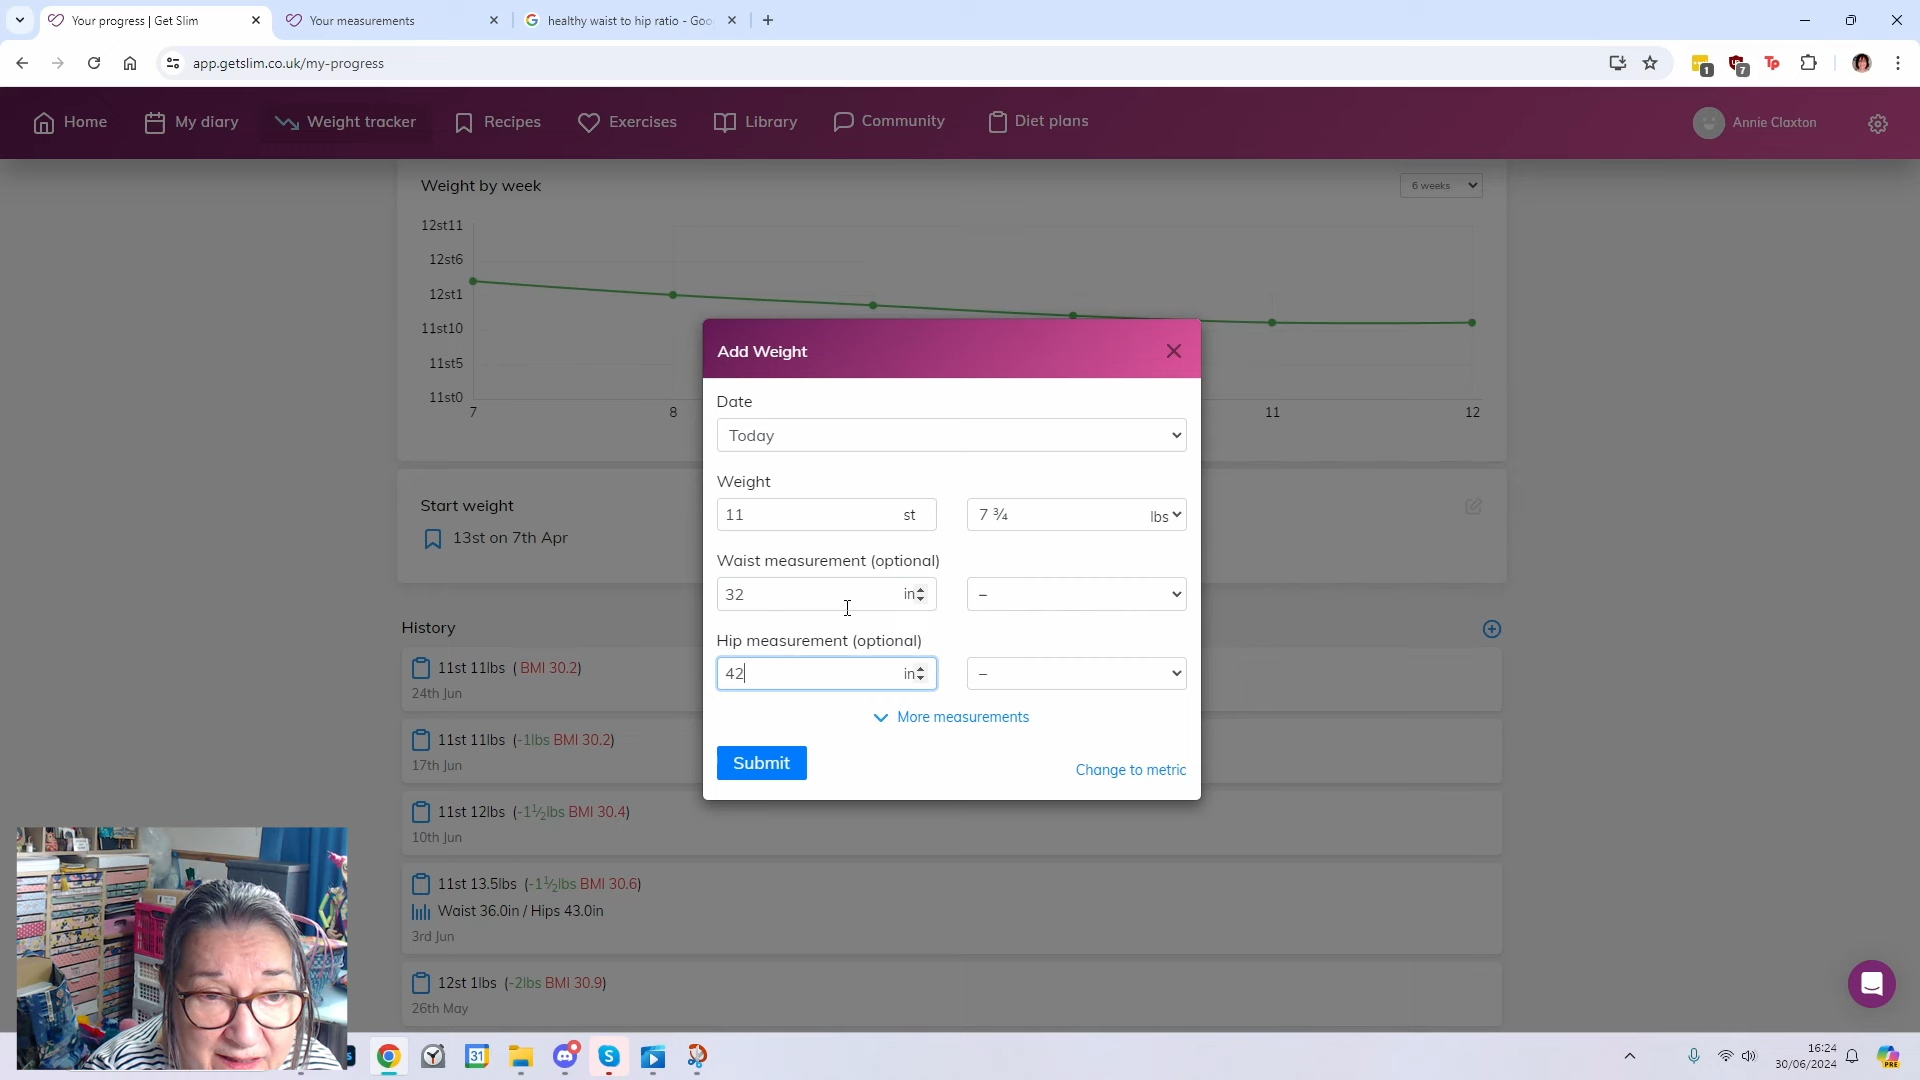 Your progress | Get Slim
Your measurements
healthy waist to hip ratio - Goo
app.getslim.co.uk/my-progress
1
7
Home
My diary
Weight tracker
Recipes
Exercises
Library
Community
Diet plans
Annie Claxton
Weight by week
6 weeks
12st11
12st6
12st1
11st10
11st5
11st0
7
8
11
12
Add Weight
Date
Today
Weight
11 st
7 ¾ lbs
Waist measurement (optional)
32 in
–
Hip measurement (optional)
42 in
–
More measurements
Submit
Change to metric
Start weight
13st on 7th Apr
History
11st 11lbs ( BMI 30.2)
24th Jun
11st 11lbs (-1lbs BMI 30.2)
17th Jun
11st 12lbs (-1½lbs BMI 30.4)
10th Jun
11st 13.5lbs (-1½lbs BMI 30.6)
Waist 36.0in / Hips 43.0in
3rd Jun
12st 1lbs (-2lbs BMI 30.9)
26th May
31
16:24
30/06/2024
PRE